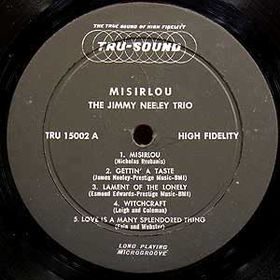 THE TRUE SOUND OF HIGH FIDELITY
TRU-SOUND
MISIRLOU
THE JIMMY NEELEY TRIO
TRU 15002 A
HIGH FIDELITY
1. MISIRLOU
(Nicholas Roubanis)
2. GETTIN' A TASTE
(James Neeley-Prestige Music-BMI)
3. LAMENT OF THE LONELY
(Esmond Edwards-Prestige Music-BMI)
4. WITCHCRAFT
(Leigh and Coleman)
5. LOVE IS A MANY SPLENDORED THING
(Fain and Webster)
LONG PLAYING
MICROGROOVE